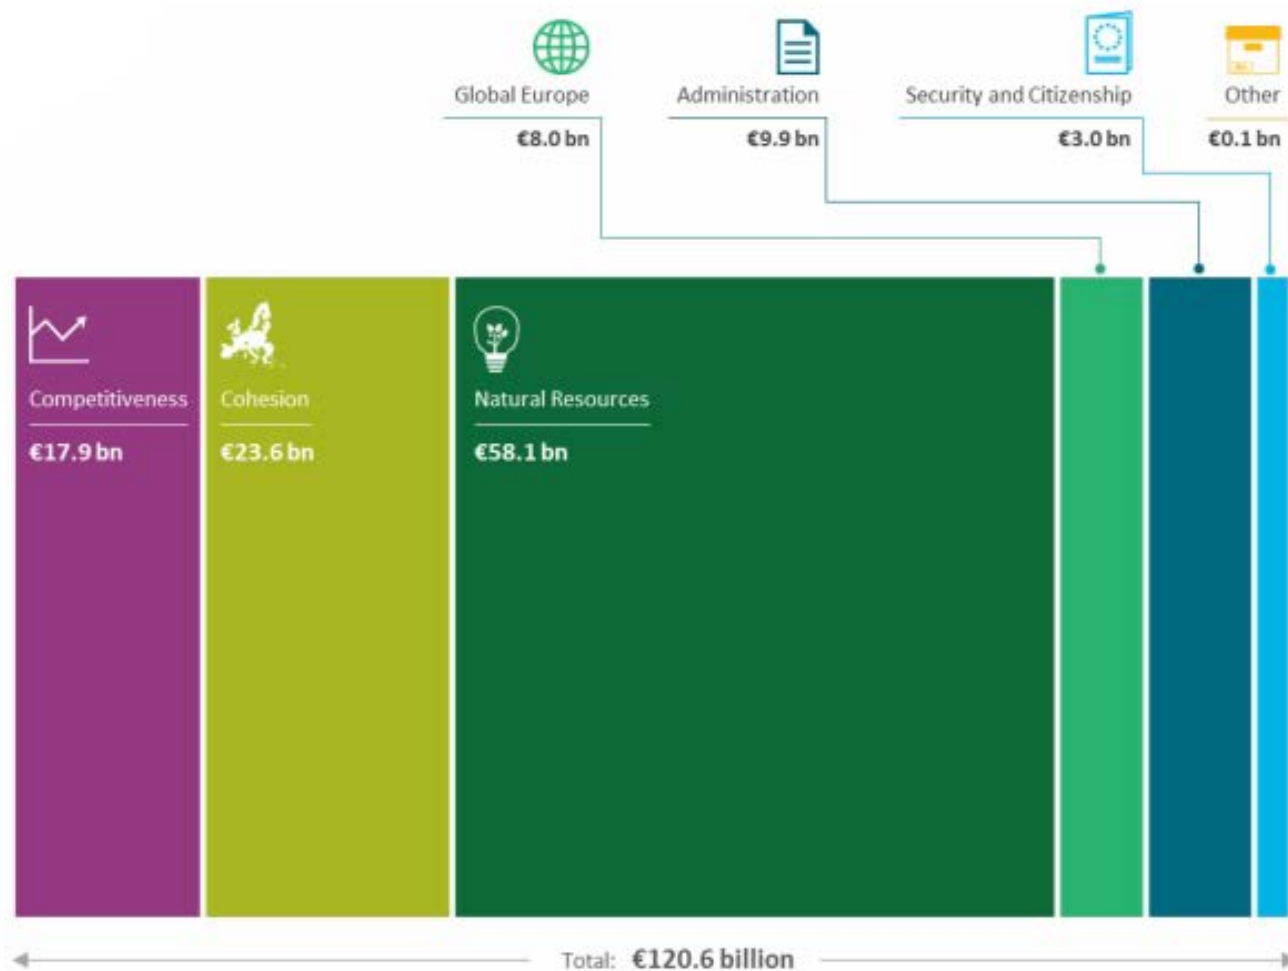 Global Europe
€8.0 bn
Administration
€9.9 bn
Security and Citizenship
€3.0 bn
Other
€0.1 bn
Competitiveness
€17.9 bn
Cohesion
€23.6 bn
Natural Resources
€58.1 bn
Total: €120.6 billion